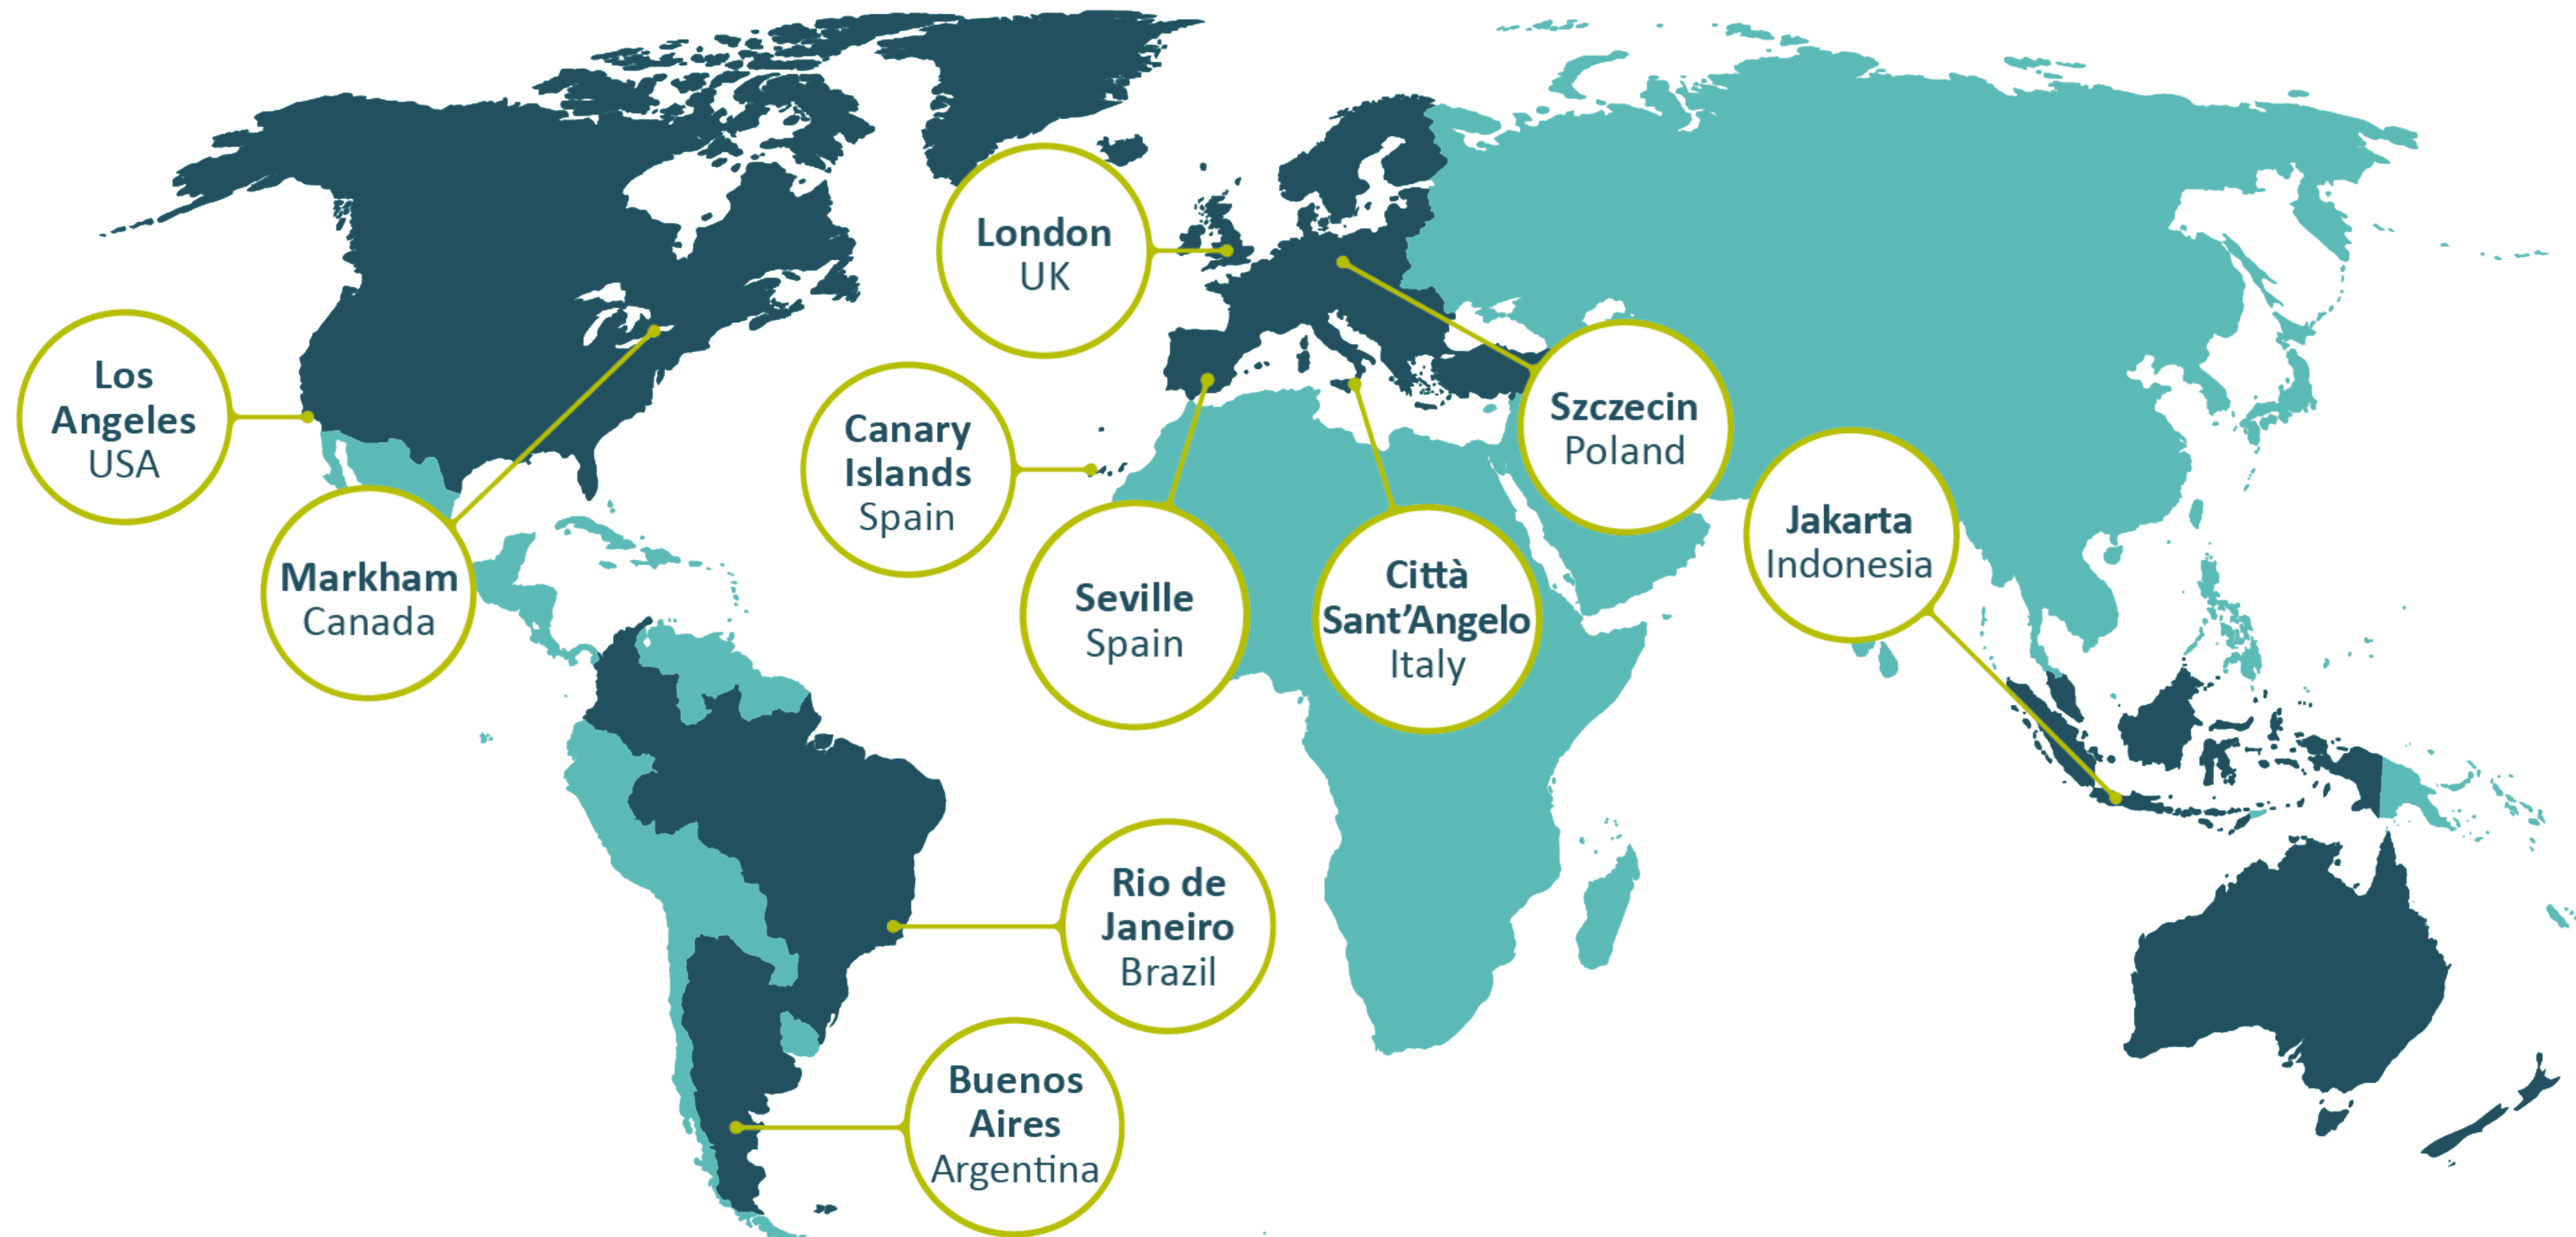 London
UK
Los
Angeles
USA
Canary
Islands
Spain
Szczecin
Poland
Markham
Canada
Seville
Spain
Città
Sant’Angelo
Italy
Jakarta
Indonesia
Rio de
Janeiro
Brazil
Buenos
Aires
Argentina